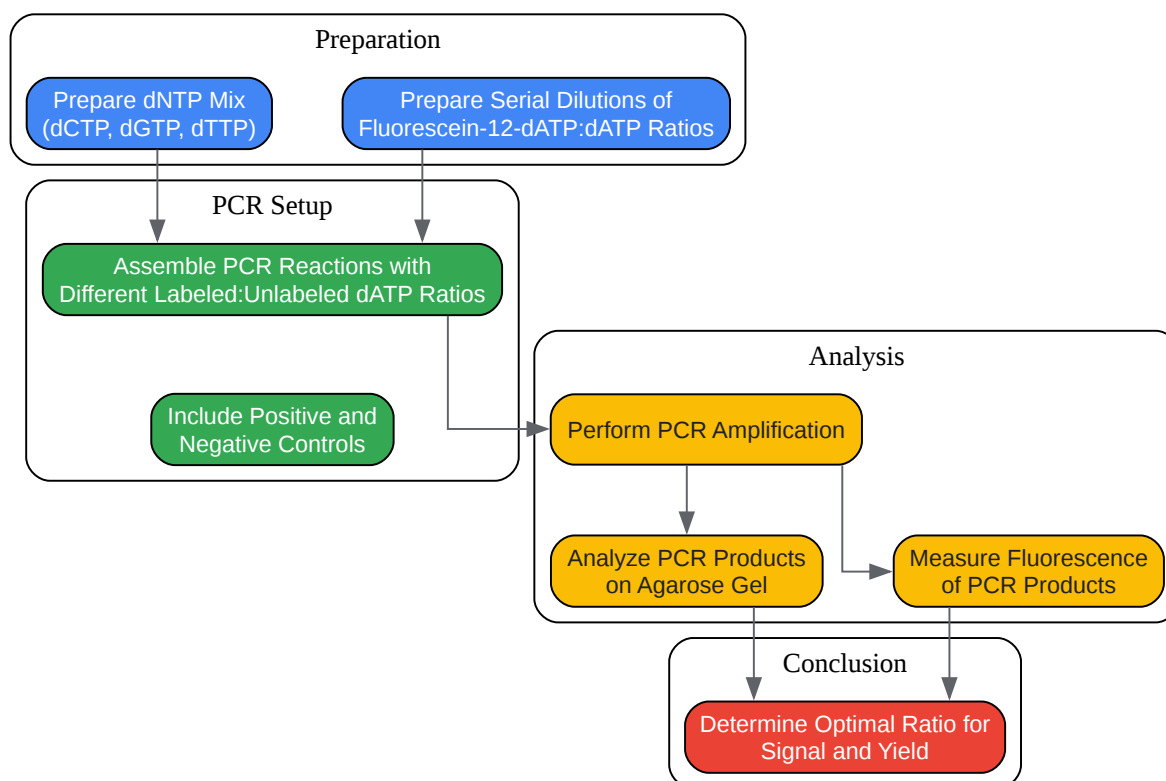 Preparation
Prepare dNTP Mix
(dCTP, dGTP, dTTP)
Prepare Serial Dilutions of
Fluorescein-12-dATP:dATP Ratios
PCR Setup
Assemble PCR Reactions with
Different Labeled:Unlabeled dATP Ratios
Include Positive and
Negative Controls
Analysis
Perform PCR Amplification
Analyze PCR Products
on Agarose Gel
Measure Fluorescence
of PCR Products
Conclusion
Determine Optimal Ratio for
Signal and Yield